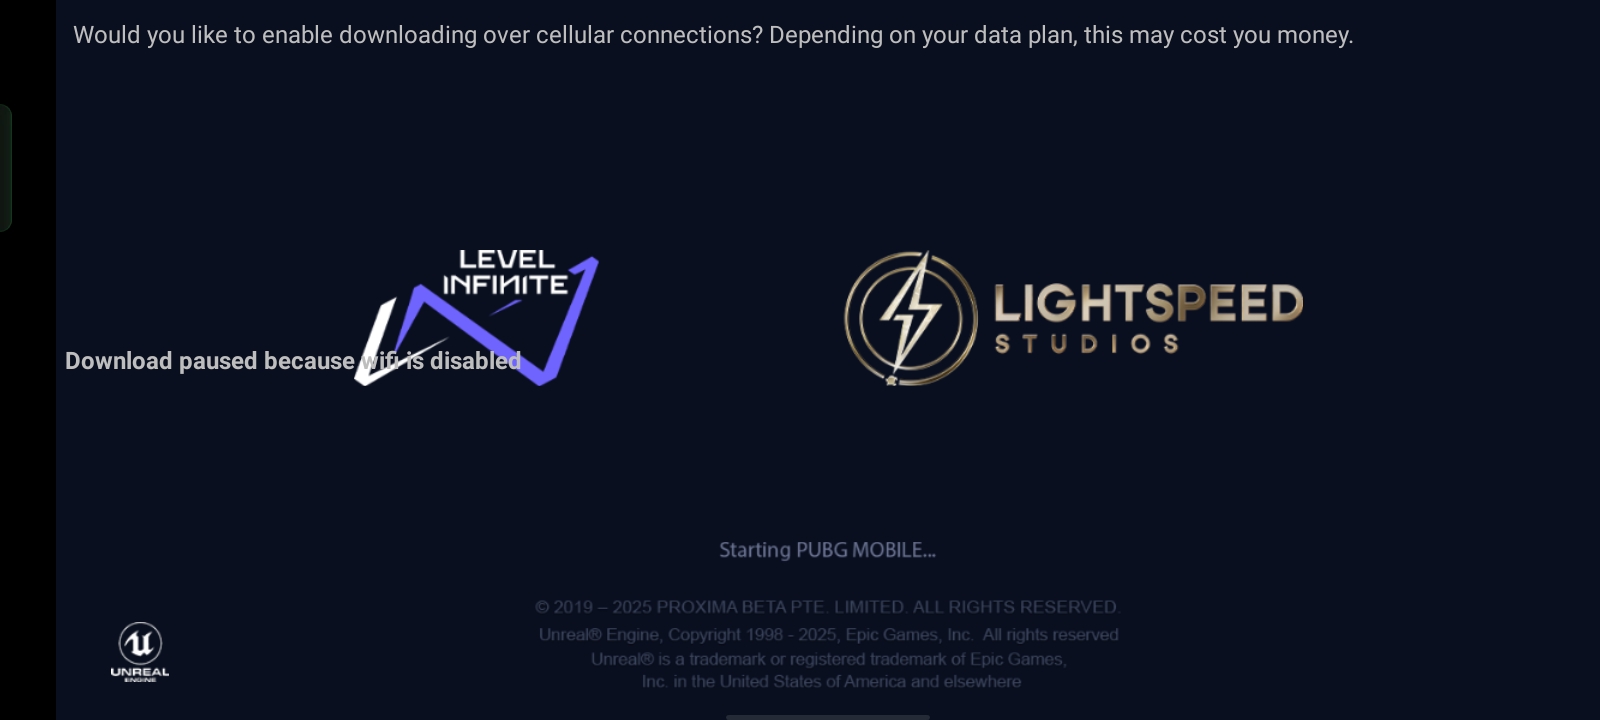 Would you like to enable downloading over cellular connections? Depending on your data plan, this may cost you money.
LEVEL
INFINITE
LIGHTSPEED
STUDIOS
Download paused because wifi is disabled
Starting PUBG MOBILE...
© 2019 – 2025 PROXIMA BETA PTE. LIMITED. ALL RIGHTS RESERVED.
Unreal® Engine, Copyright 1998 - 2025, Epic Games, Inc. All rights reserved
Unreal® is a trademark or registered trademark of Epic Games,
Inc. in the United States of America and elsewhere
UNREAL
ENGINE